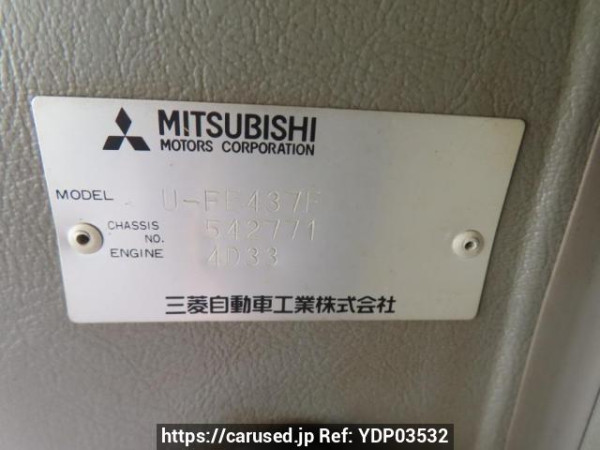 MITSUBISHI
MOTORS CORPORATION
MODEL
CHASSIS NO. 542771
ENGINE 4D33
三菱自動車工業株式会社
https://carused.jp Ref: YDP03532